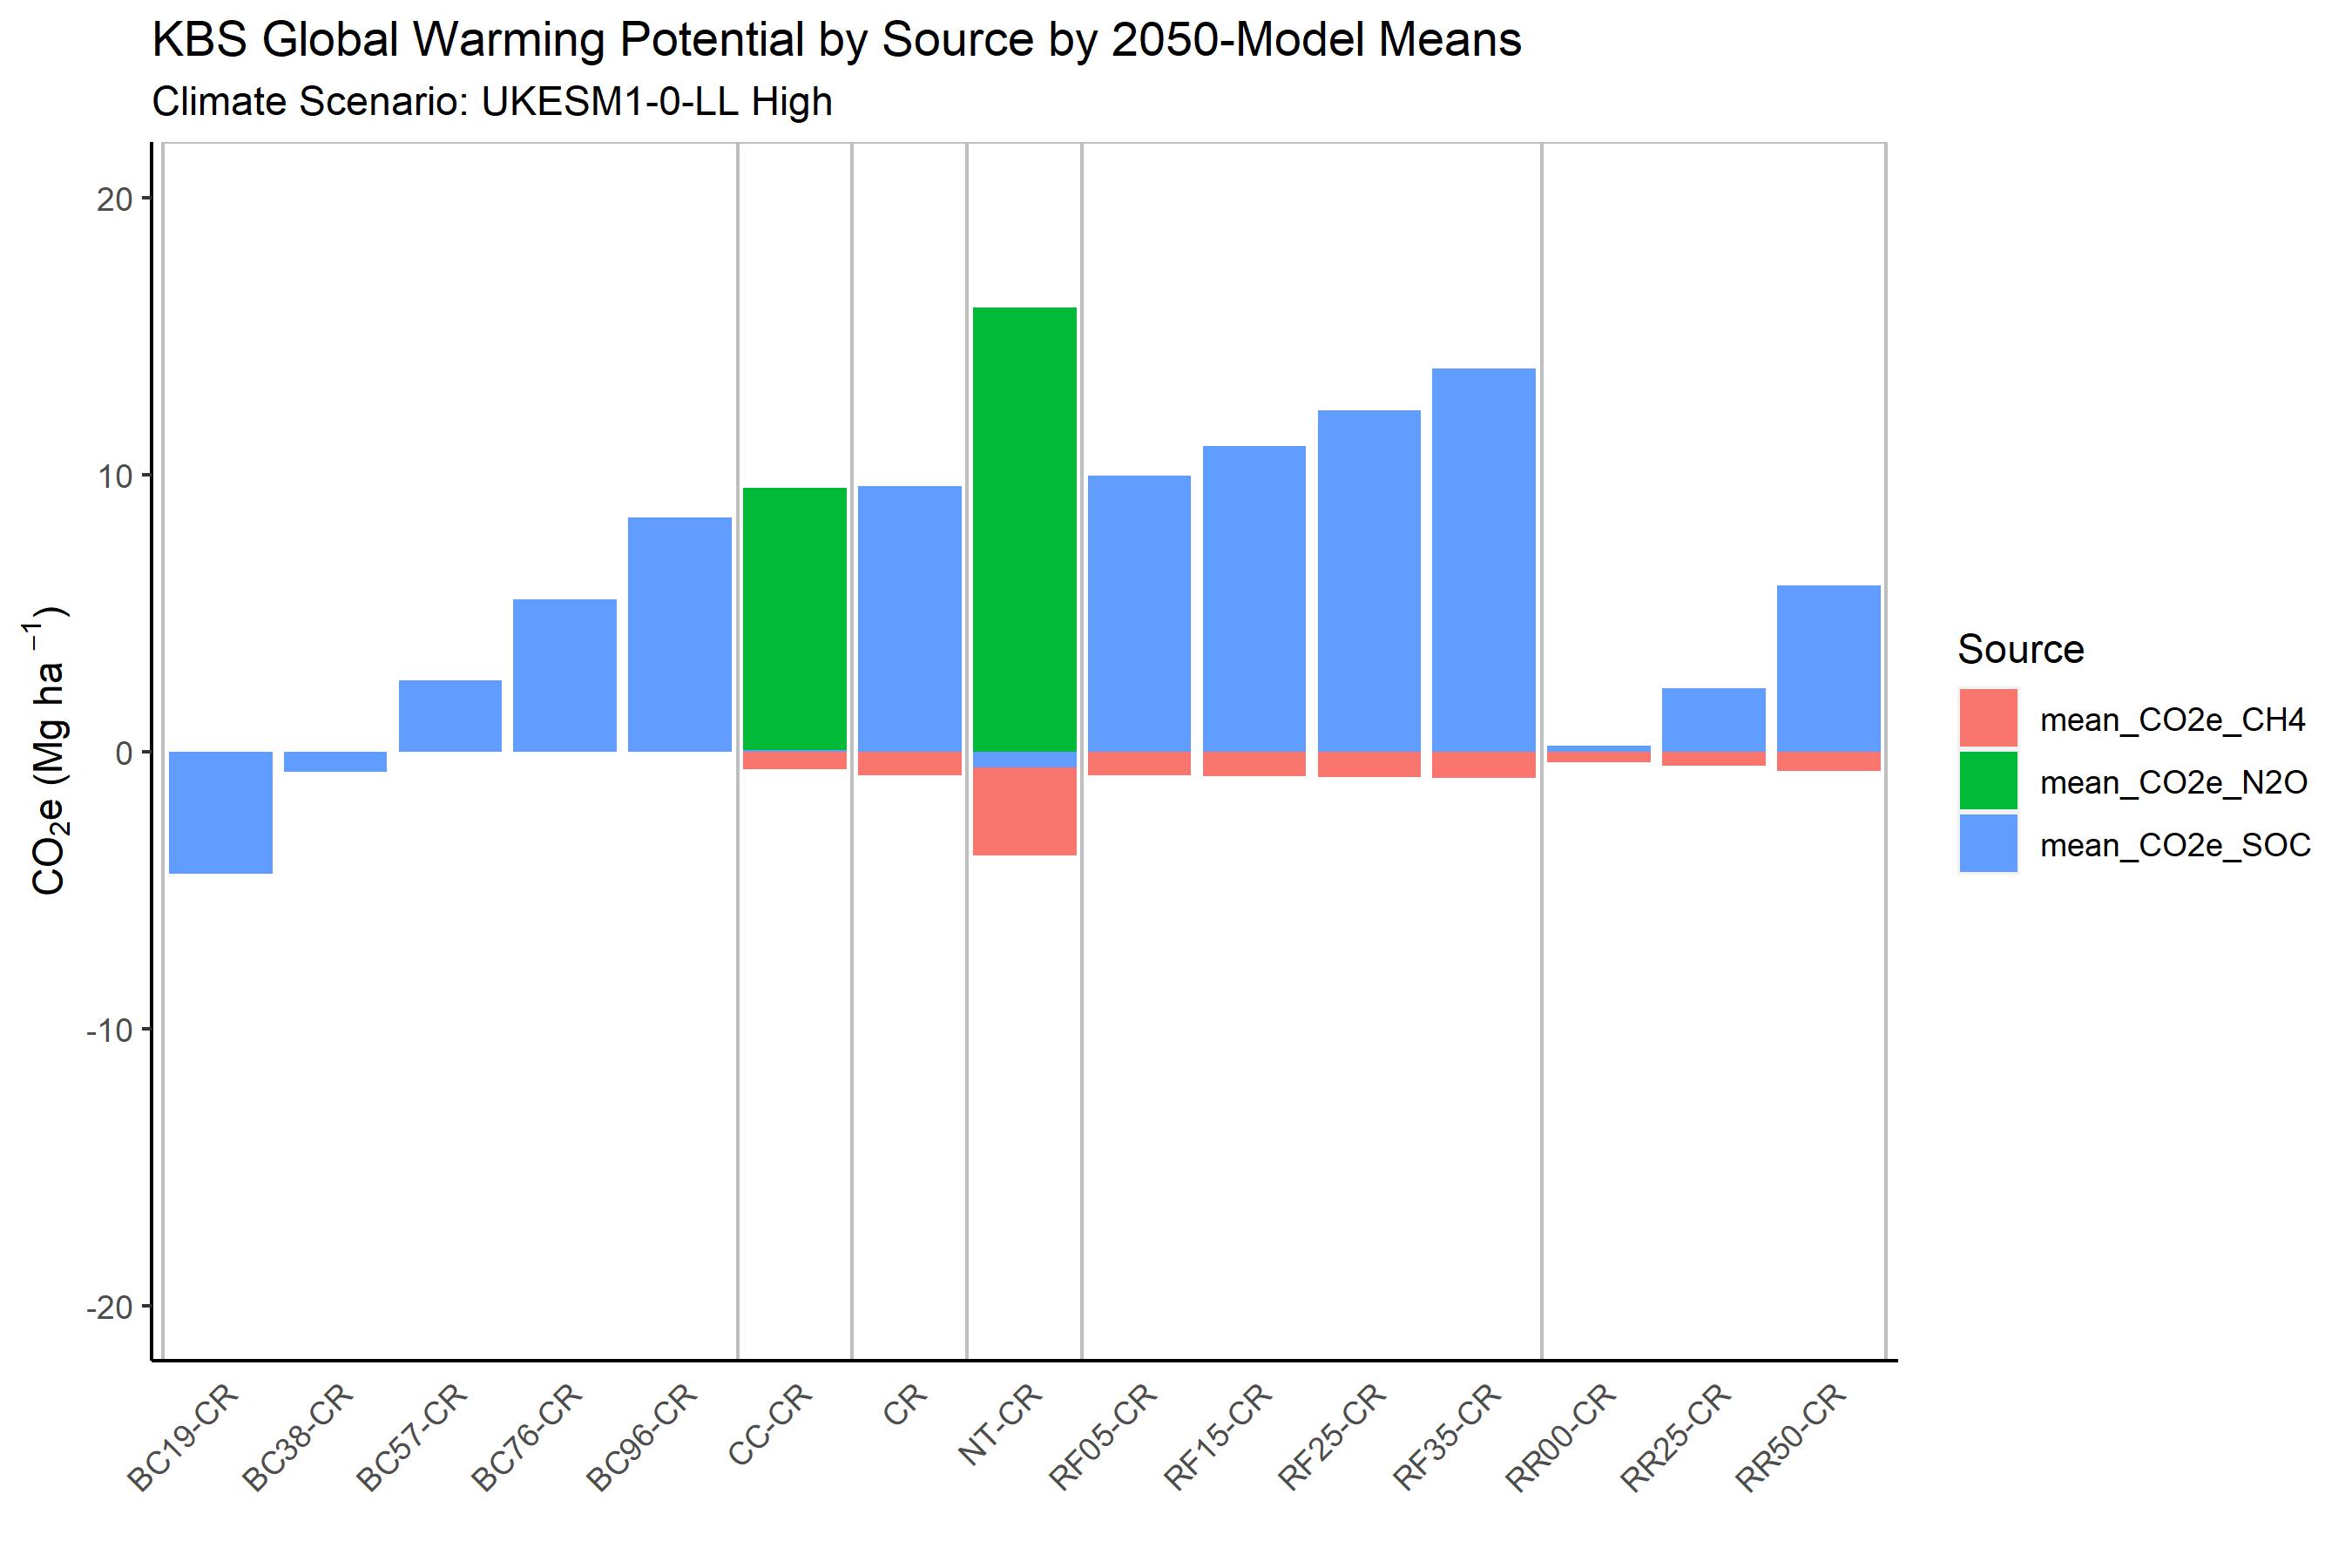 KBS Global Warming Potential by Source by 2050-Model Means
Climate Scenario: UKESM1-0-LL High
CO₂e (Mg ha ⁻¹)
20
10
0
-10
-20
BC19-CR
BC38-CR
BC57-CR
BC76-CR
BC96-CR
CC-CR
CR
NT-CR
RF05-CR
RF15-CR
RF25-CR
RF35-CR
RR00-CR
RR25-CR
RR50-CR
Source
mean_CO2e_CH4
mean_CO2e_N2O
mean_CO2e_SOC